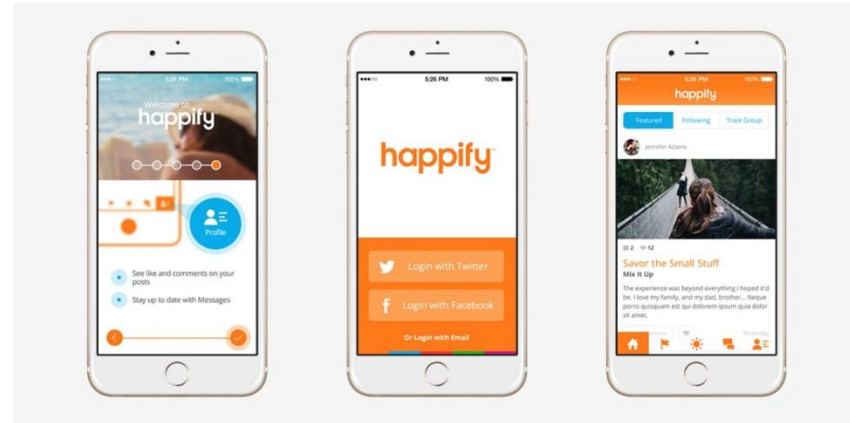 5:26 PM 100%
Welcome to
happify
Profile
See like and comments on your
posts
Stay up to date with Messages
5:26 PM 100%
happify
Login with Twitter
Login with Facebook
Or Login with Email
5:26 PM 100%
happify
Featured Following Track Group
Jennifer Adams
2 12
Savor the Small Stuff
Mix It Up
The experience was beyond everything I hoped it'd
be. I love my family, and my dad, brother... Neque
porro quisquam est qui dolorem ipsum quia dolor
sit amet.
Yesterday